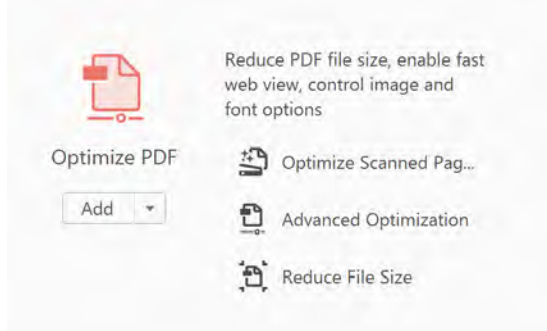 Reduce PDF file size, enable fast
web view, control image and
font options
Optimize PDF
Add
Optimize Scanned Pag...
Advanced Optimization
Reduce File Size